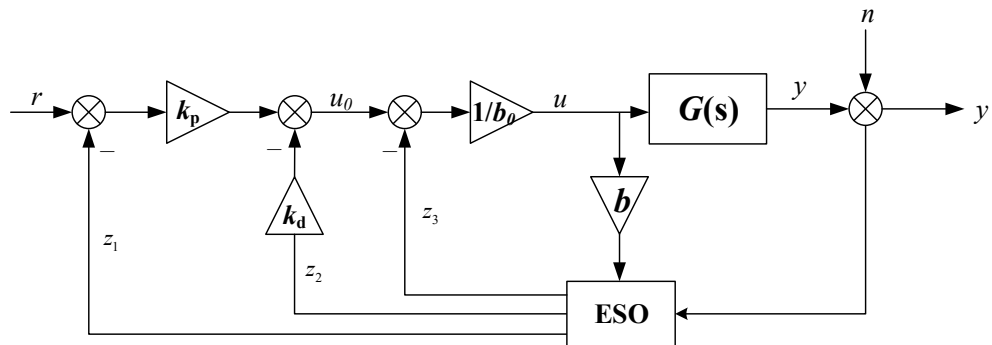 n
r
k_p
u_0
1/b_0
u
G(s)
y
y
−
−
−
k_d
b
z_1
z_2
z_3
ESO